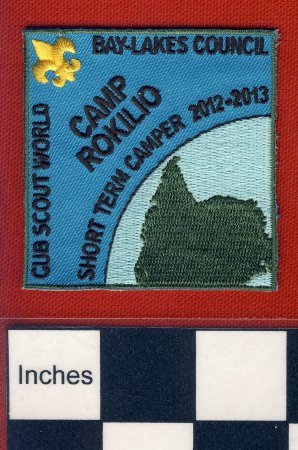 BAY-LAKES COUNCIL
CUB SCOUT WORLD
CAMP
ROKILIO
SHORT TERM CAMPER 2012-2013
Inches